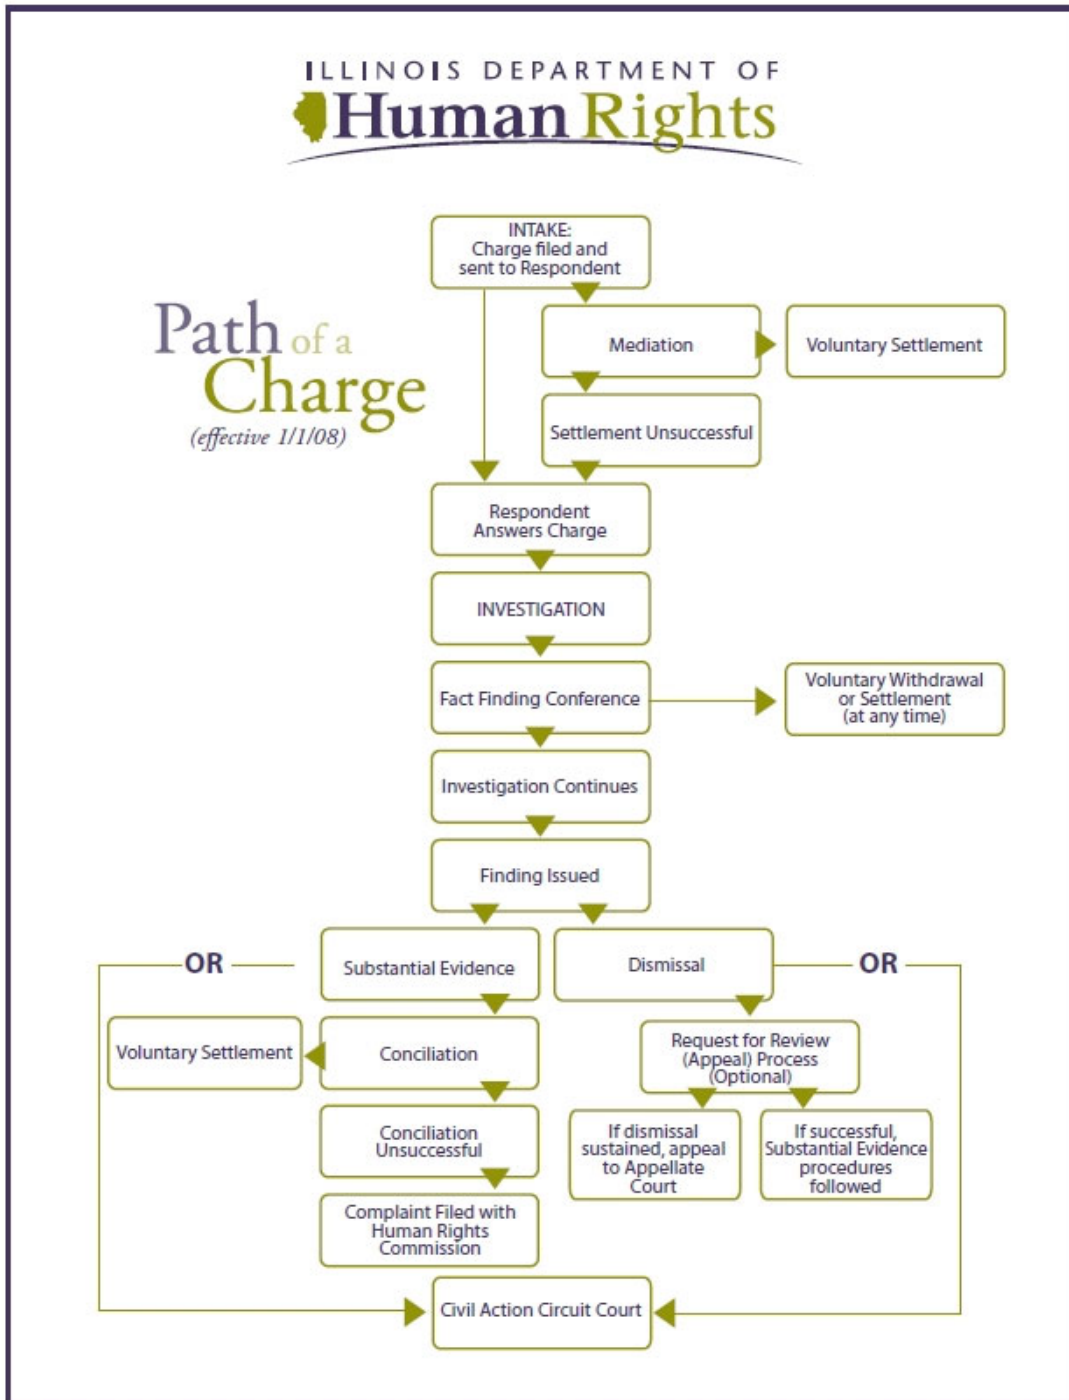 ILLINOIS DEPARTMENT OF
Human Rights
Path of a
Charge
(effective 1/1/08)
INTAKE:
Charge filed and
sent to Respondent
Mediation
Voluntary Settlement
Settlement Unsuccessful
Respondent
Answers Charge
INVESTIGATION
Fact Finding Conference
Voluntary Withdrawal
or Settlement
(at any time)
Investigation Continues
Finding Issued
OR
Substantial Evidence
Dismissal
OR
Voluntary Settlement
Conciliation
Request for Review
(Appeal) Process
(Optional)
Conciliation
Unsuccessful
If dismissal
sustained, appeal
to Appellate
Court
If successful,
Substantial Evidence
procedures
followed
Complaint Filed with
Human Rights
Commission
Civil Action Circuit Court